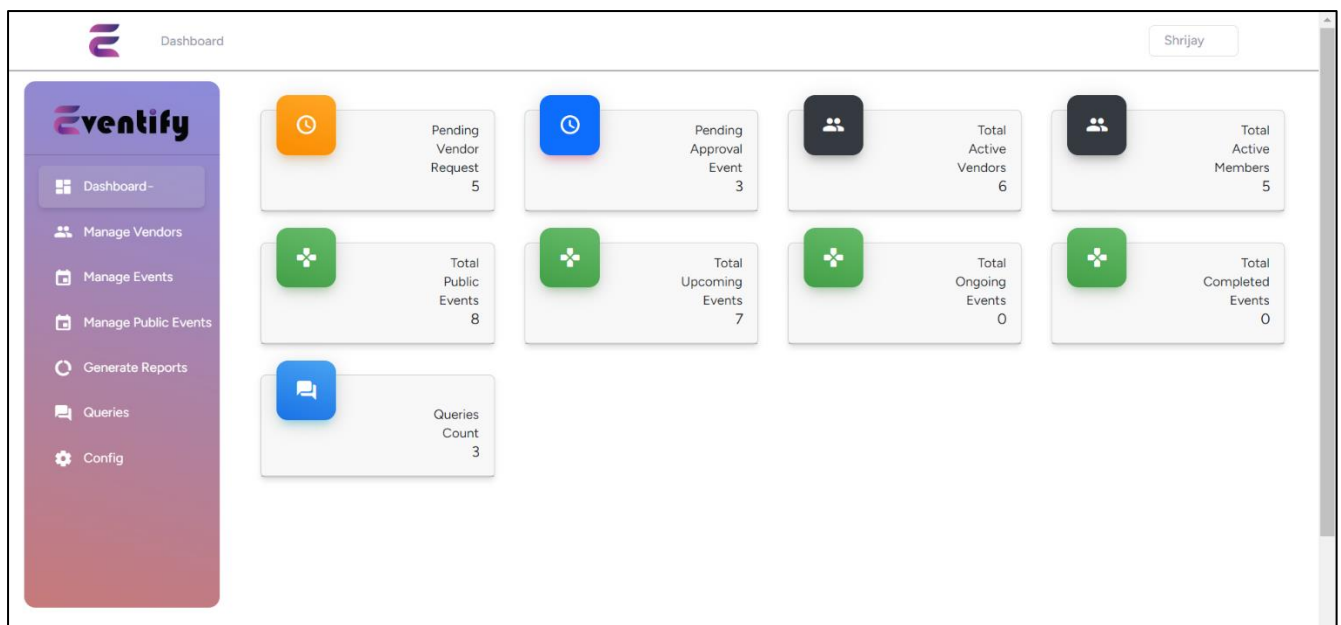 Dashboard
Shrijay
Eventify
Dashboard-
Manage Vendors
Manage Events
Manage Public Events
Generate Reports
Queries
Config
Pending
Vendor
Request
5
Pending
Approval
Event
3
Total
Active
Vendors
6
Total
Active
Members
5
Total
Public
Events
8
Total
Upcoming
Events
7
Total
Ongoing
Events
0
Total
Completed
Events
0
Queries
Count
3